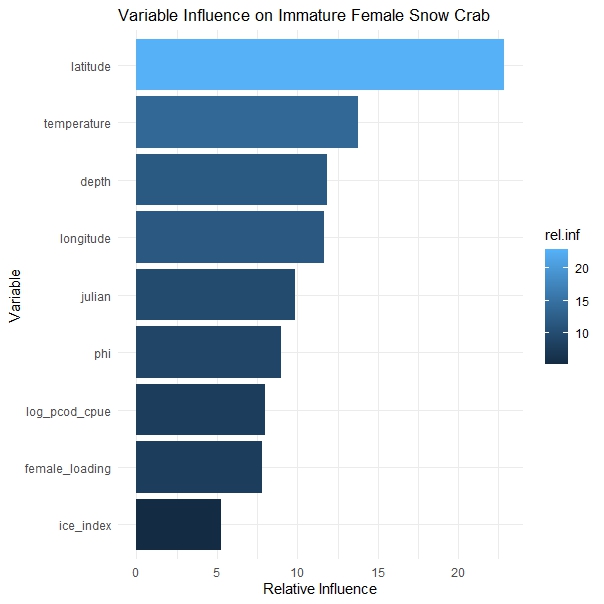 Variable Influence on Immature Female Snow Crab
Variable
latitude
temperature
depth
longitude
julian
phi
log_pcod_cpue
female_loading
ice_index
0 5 10 15 20
Relative Influence
rel.inf
20
15
10